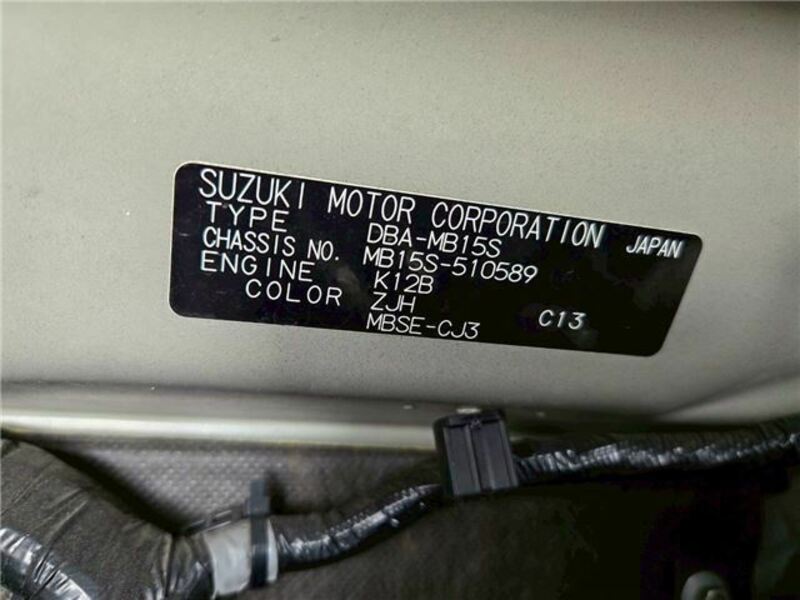 SUZUKI MOTOR CORPORATION JAPAN
TYPE DBA-MB15S
CHASSIS NO. MB15S-510589
ENGINE K12B
COLOR ZJH
MBSE-CJ3 C13